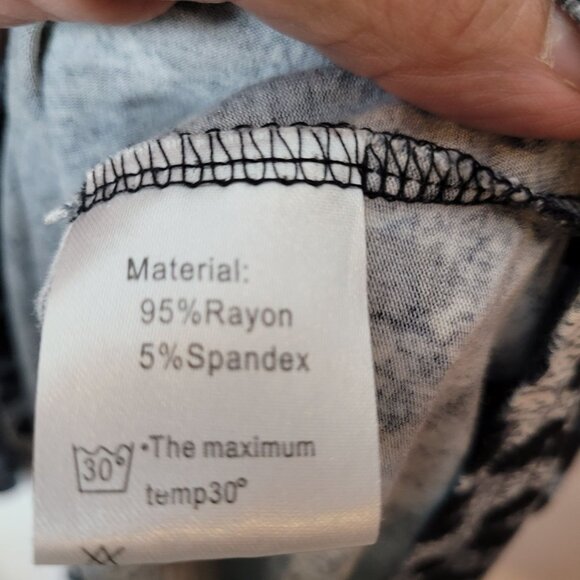 Material:
95%Rayon
5%Spandex
30° •The maximum
temp30°